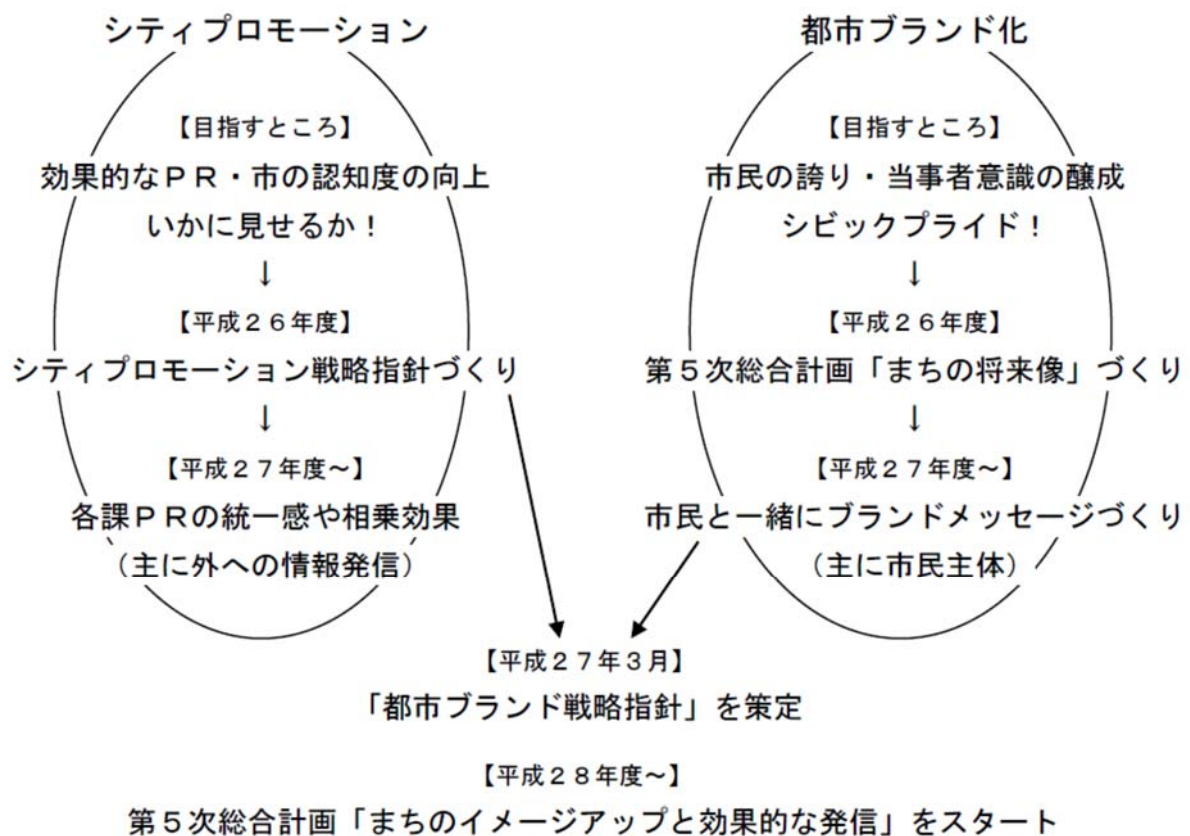 シティプロモーション
【目指すところ】
効果的なＰＲ・市の認知度の向上
いかに見せるか！
↓
【平成２６年度】
シティプロモーション戦略指針づくり
↓
【平成２７年度～】
各課ＰＲの統一感や相乗効果
（主に外への情報発信）
都市ブランド化
【目指すところ】
市民の誇り・当事者意識の醸成
シビックプライド！
↓
【平成２６年度】
第５次総合計画「まちの将来像」づくり
↓
【平成２７年度～】
市民と一緒にブランドメッセージづくり
（主に市民主体）
【平成２７年３月】
「都市ブランド戦略指針」を策定
【平成２８年度～】
第５次総合計画「まちのイメージアップと効果的な発信」をスタート